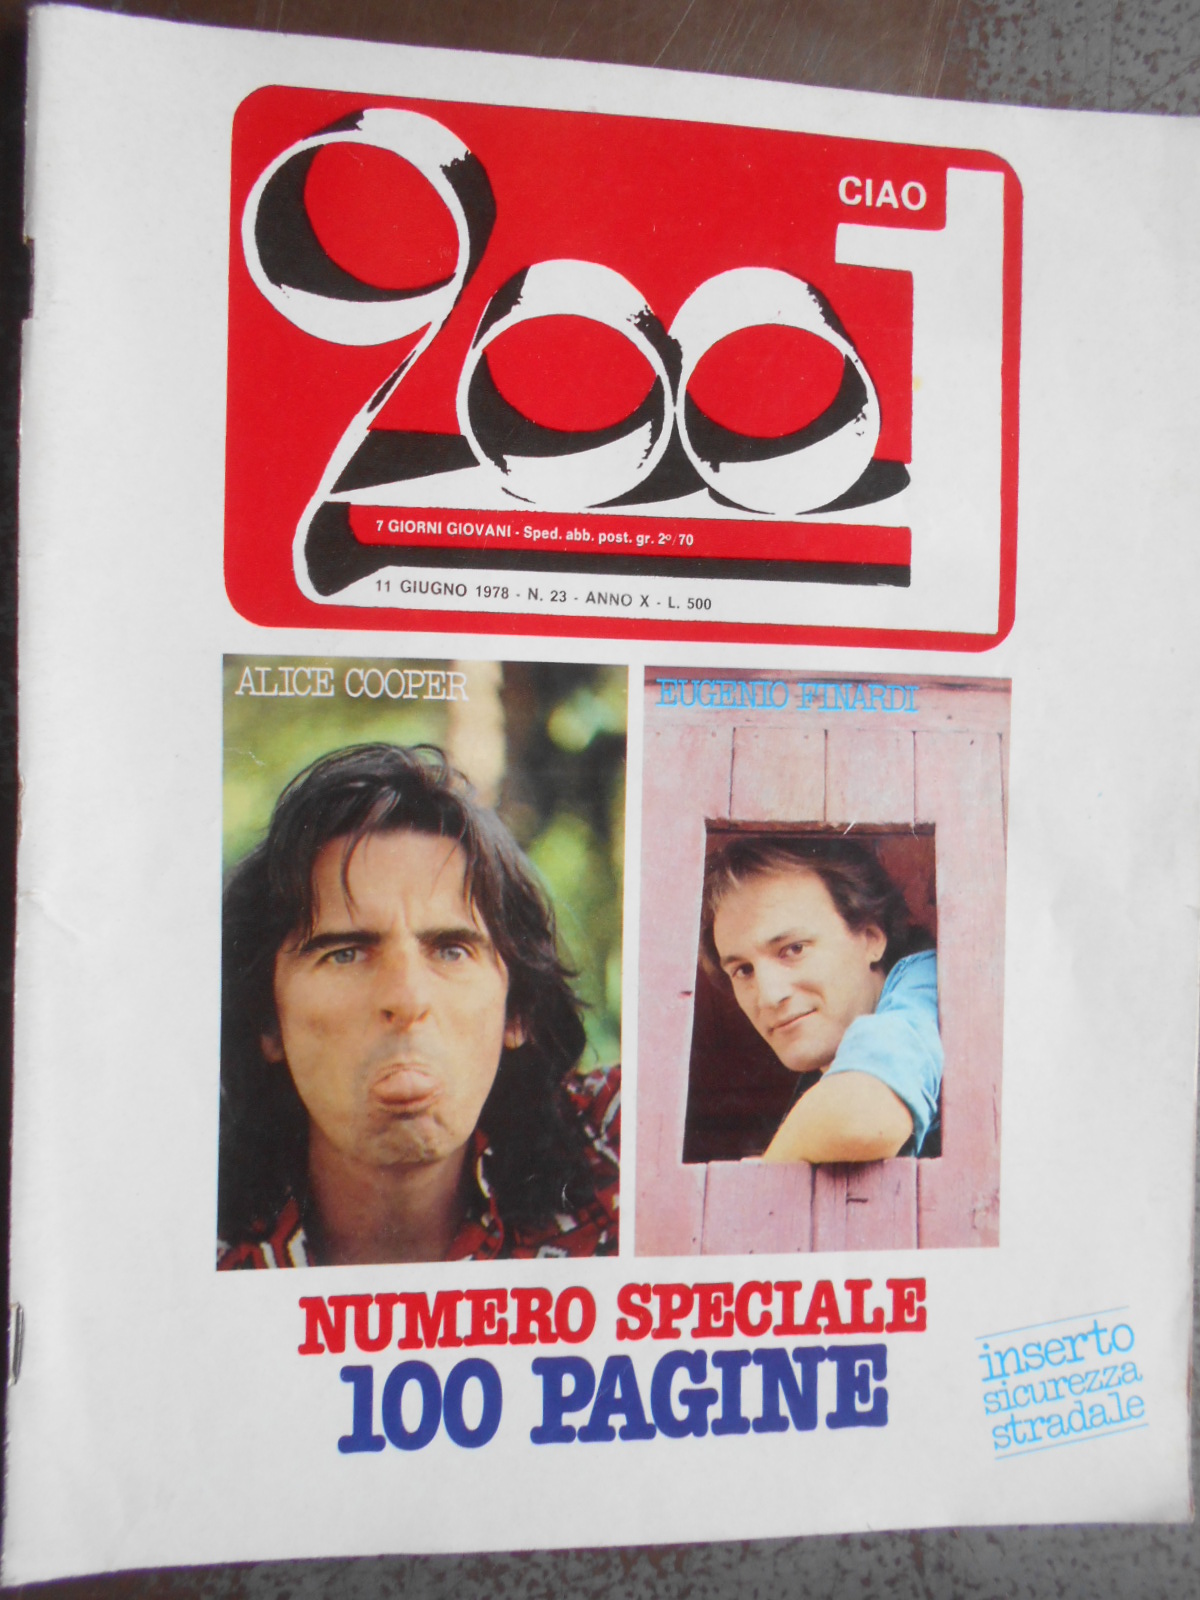 CIAO
2001
7 GIORNI GIOVANI - Sped. abb. post. gr. 2º/70
11 GIUGNO 1978 - N. 23 - ANNO X - L. 500
ALICE COOPER
EUGENIO FINARDI
NUMERO SPECIALE
100 PAGINE
inserto
sicurezza
stradale